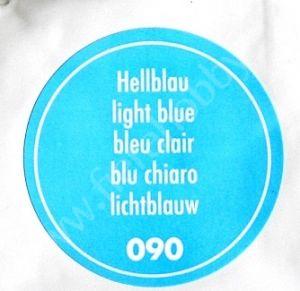 Hellblau
light blue
bleu clair
blu chiaro
lichtblauw
090